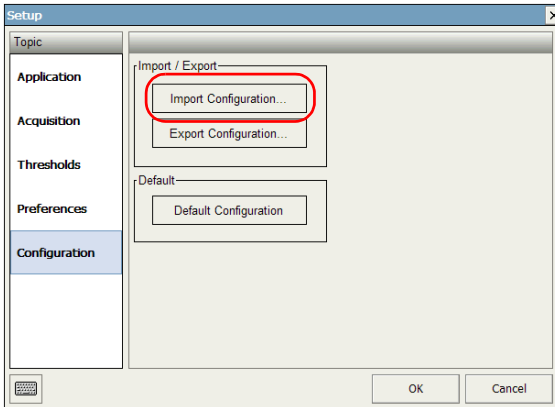 Setup
Topic
Application
Acquisition
Thresholds
Preferences
Configuration
Import / Export
Import Configuration...
Export Configuration...
Default
Default Configuration
OK
Cancel